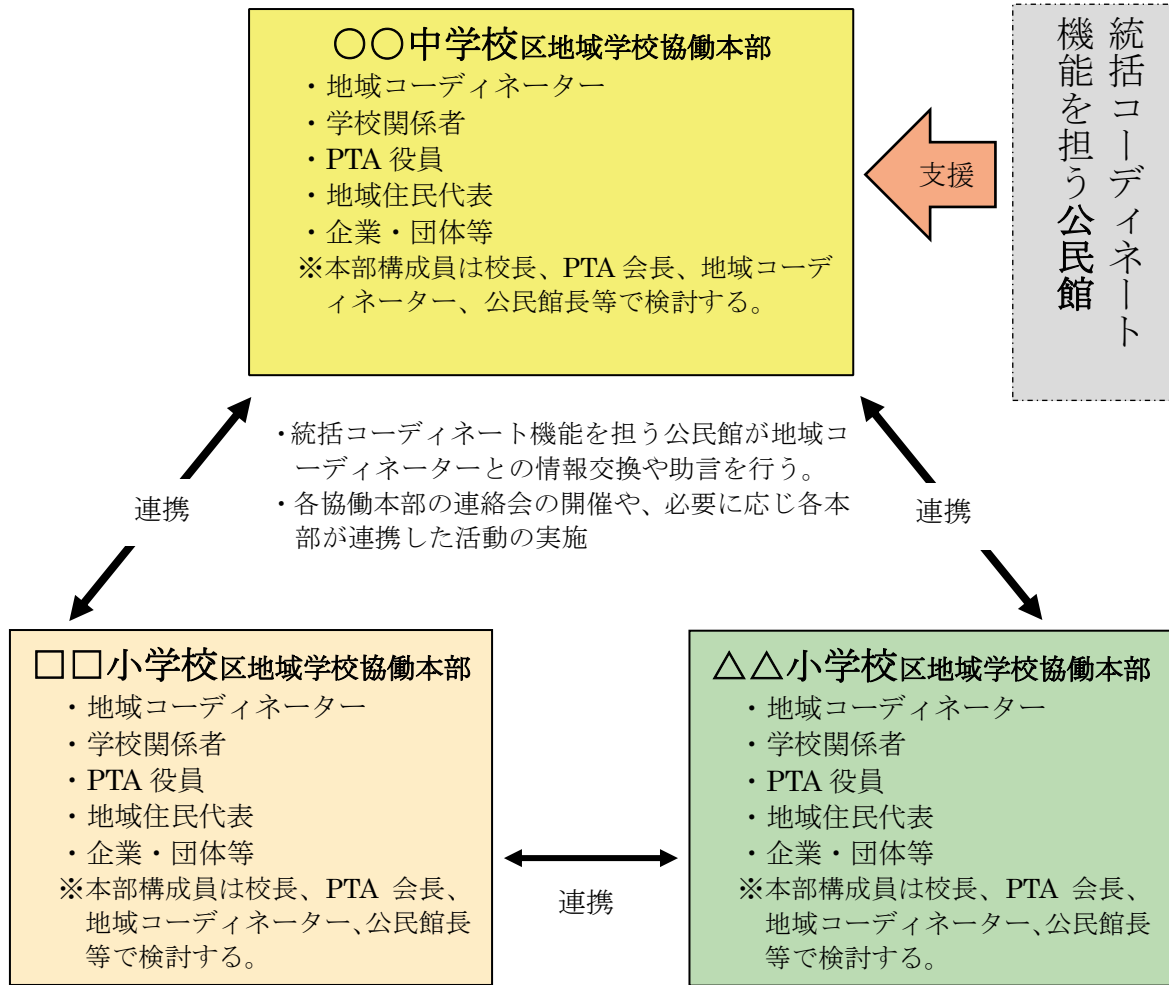 〇〇中学校区地域学校協働本部
・地域コーディネーター
・学校関係者
・PTA 役員
・地域住民代表
・企業・団体等
※本部構成員は校長、PTA 会長、地域コーデ
ィネーター、公民館長等で検討する。
支援
統括コーディネート
機能を担う公民館
・統括コーディネート機能を担う公民館が地域コ
ーディネーターとの情報交換や助言を行う。
・各協働本部の連絡会の開催や、必要に応じ各本
部が連携した活動の実施
連携
連携
□□小学校区地域学校協働本部
・地域コーディネーター
・学校関係者
・PTA 役員
・地域住民代表
・企業・団体等
※本部構成員は校長、PTA 会長、
地域コーディネーター、公民館長
等で検討する。
連携
△△小学校区地域学校協働本部
・地域コーディネーター
・学校関係者
・PTA 役員
・地域住民代表
・企業・団体等
※本部構成員は校長、PTA 会長、
地域コーディネーター、公民館長
等で検討する。